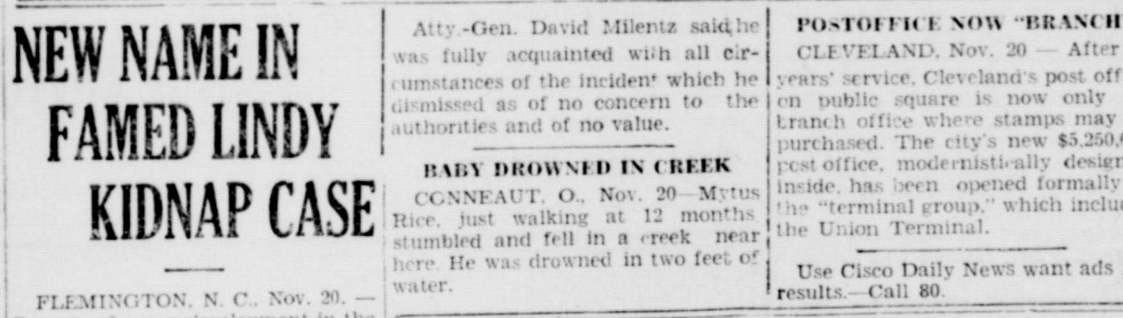 NEW NAME IN
FAMED LINDY
KIDNAP CASE
FLEMINGTON, N. C., Nov. 20. —
Atty.-Gen. David Milentz said he
was fully acquainted with all cir-
cumstances of the incident which he
dismissed as of no concern to the
authorities and of no value.
BABY DROWNED IN CREEK
CONNEAUT, O., Nov. 20—Mytus
Rice, just walking at 12 months
stumbled and fell in a creek near
here. He was drowned in two feet of
water.
POSTOFFICE NOW "BRANCH
CLEVELAND, Nov. 20 — After
years' service, Cleveland's post off
on public square is now only
branch office where stamps may
purchased. The city's new $5,250,
post office, modernistically design
inside, has been opened formally
the "terminal group," which inclu
the Union Terminal.
Use Cisco Daily News want ads
results.—Call 80.